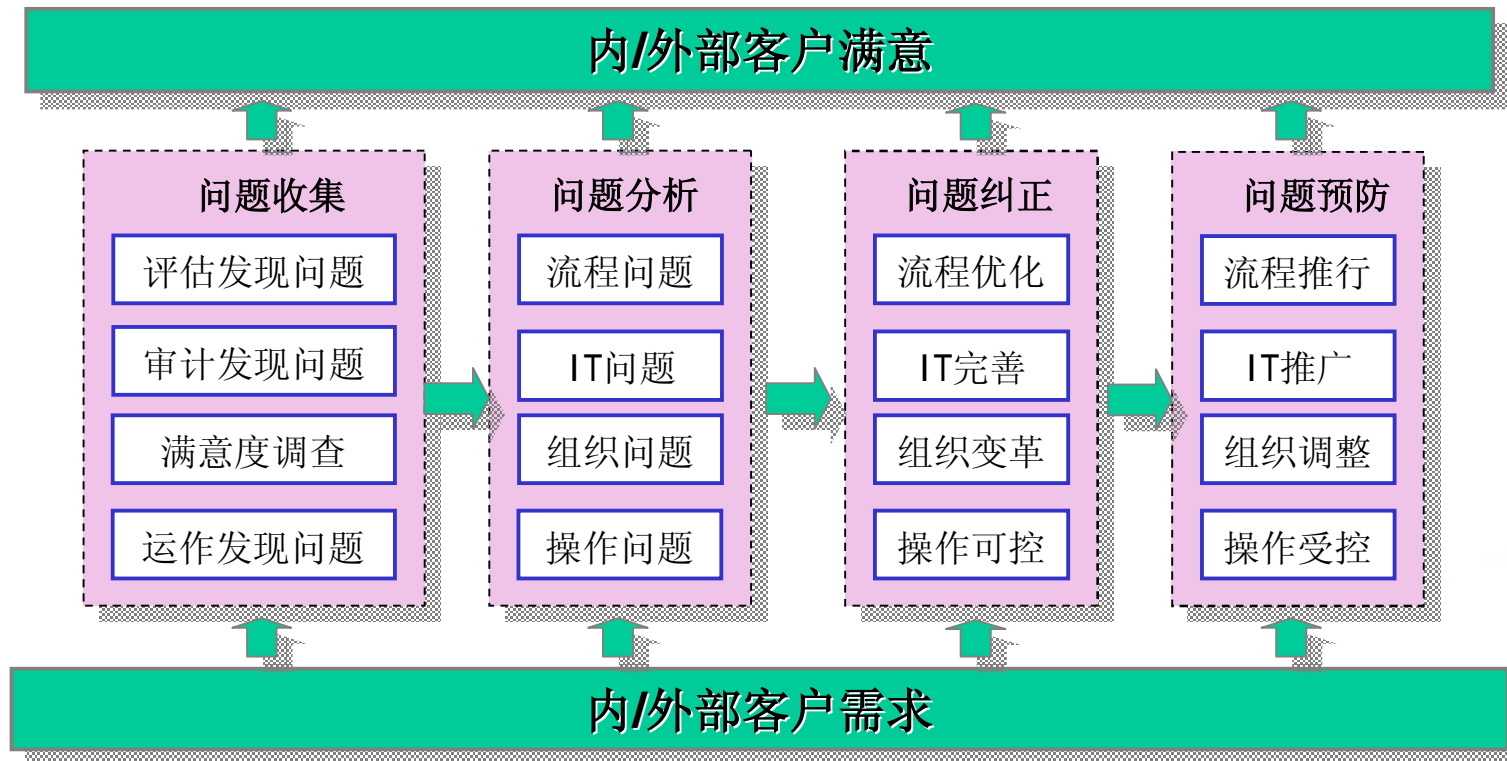 内/外部客户满意
问题收集
评估发现问题
审计发现问题
满意度调查
运作发现问题
问题分析
流程问题
IT问题
组织问题
操作问题
问题纠正
流程优化
IT完善
组织变革
操作可控
问题预防
流程推行
IT推广
组织调整
操作受控
内/外部客户需求